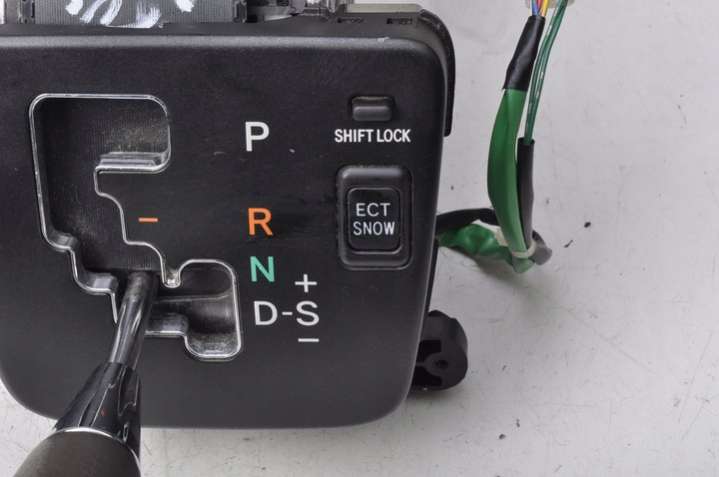 P
SHIFT LOCK
- R
ECT
SNOW
N
+
D-S
-